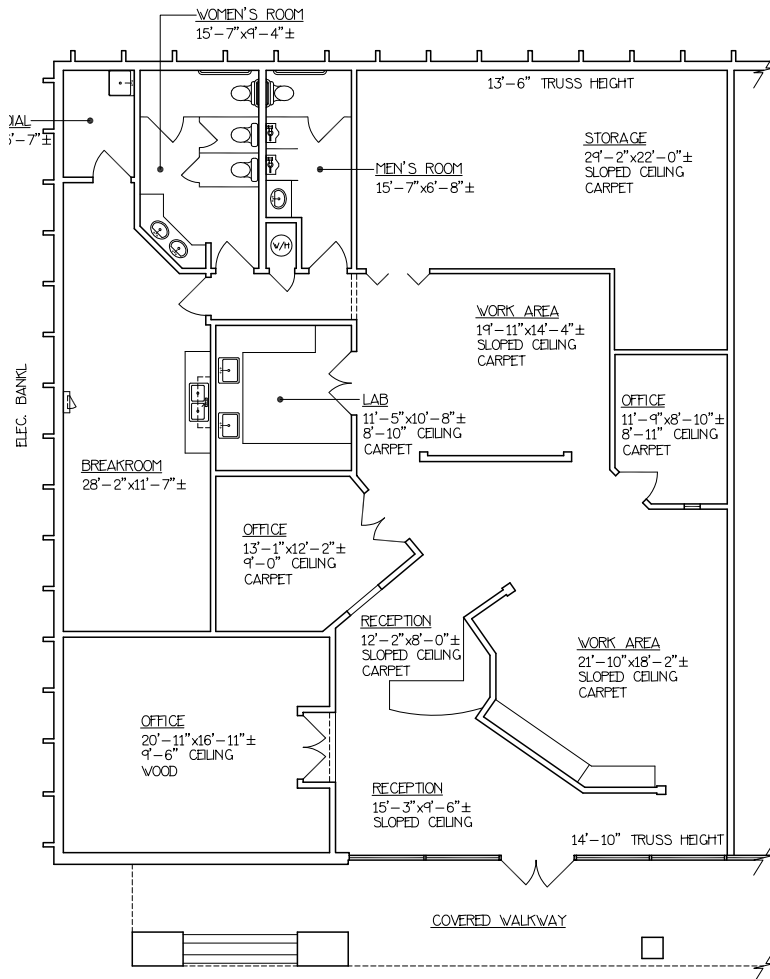 WOMEN'S ROOM
15'-7"x9'-4"±
13'-6" TRUSS HEIGHT
STORAGE
29'-2"x22'-0"±
SLOPED CEILING
CARPET
MEN'S ROOM
15'-7"x6'-8"±
W/H
WORK AREA
19'-11"x14'-4"±
SLOPED CEILING
CARPET
ELEC. BANKL
LAB
11'-5"x10'-8"±
8'-10" CEILING
CARPET
OFFICE
11'-9"x8'-10"±
8'-11" CEILING
CARPET
BREAKROOM
28'-2"x11'-7"±
OFFICE
13'-1"x12'-2"±
9'-0" CEILING
CARPET
RECEPTION
12'-2"x8'-0"±
SLOPED CEILING
CARPET
WORK AREA
21'-10"x18'-2"±
SLOPED CEILING
CARPET
OFFICE
20'-11"x16'-11"±
9'-6" CEILING
WOOD
RECEPTION
15'-3"x9'-6"±
SLOPED CEILING
14'-10" TRUSS HEIGHT
COVERED WALKWAY